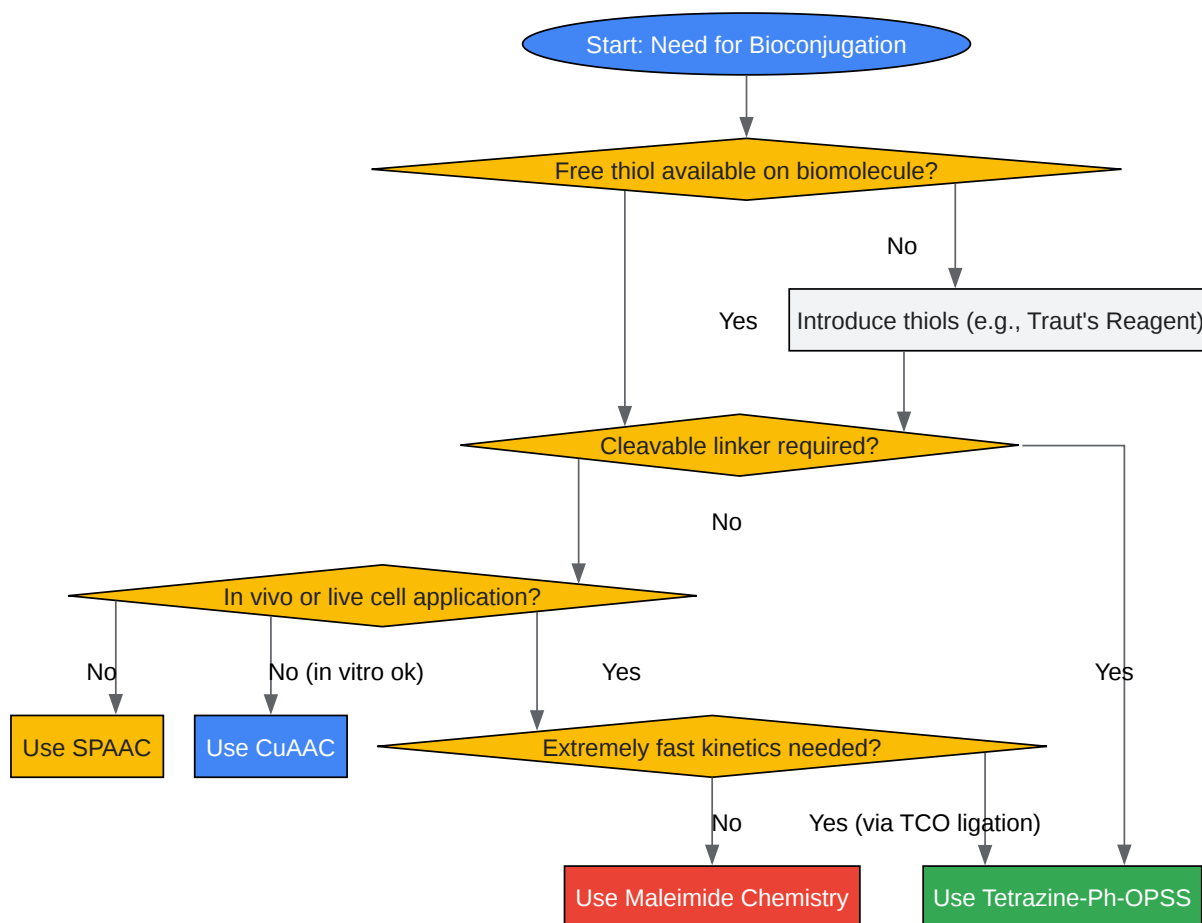 Start: Need for Bioconjugation
Free thiol available on biomolecule?
No
Yes
Introduce thiols (e.g., Traut's Reagent)
Cleavable linker required?
No
In vivo or live cell application?
No
No (in vitro ok)
Yes
Yes
Use SPAAC
Use CuAAC
Extremely fast kinetics needed?
No
Yes (via TCO ligation)
Use Maleimide Chemistry
Use Tetrazine-Ph-OPSS